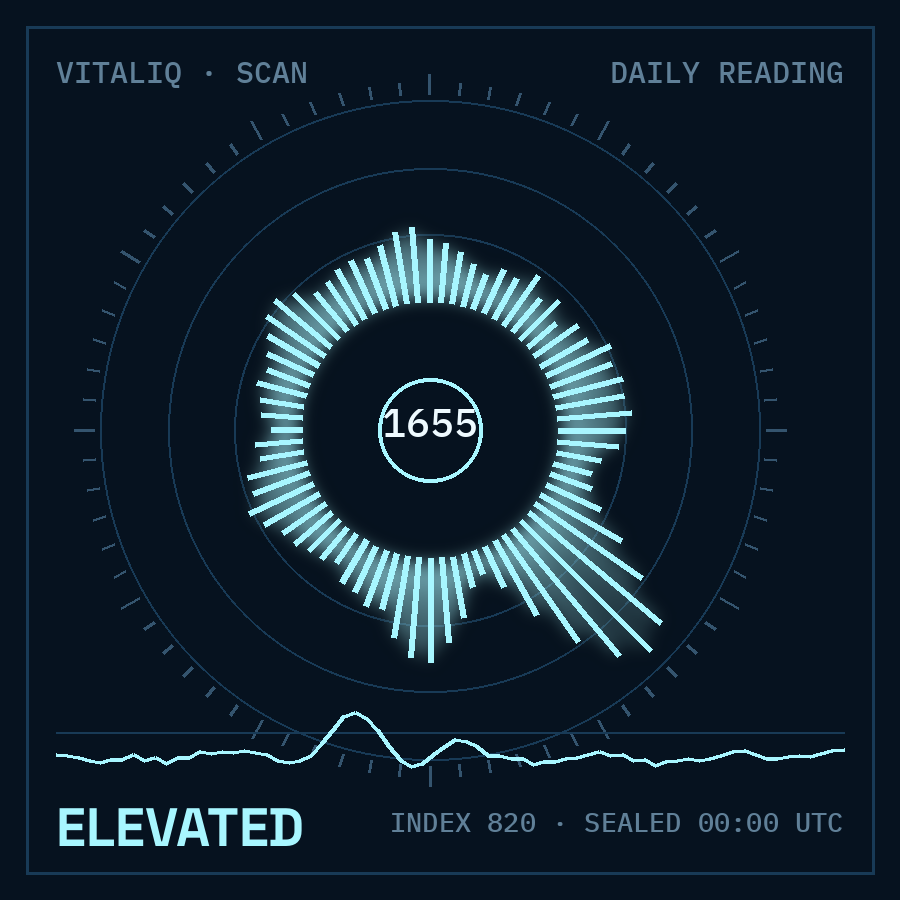 VITALIQ · SCAN
DAILY READING
1655
ELEVATED
INDEX 820 · SEALED 00:00 UTC